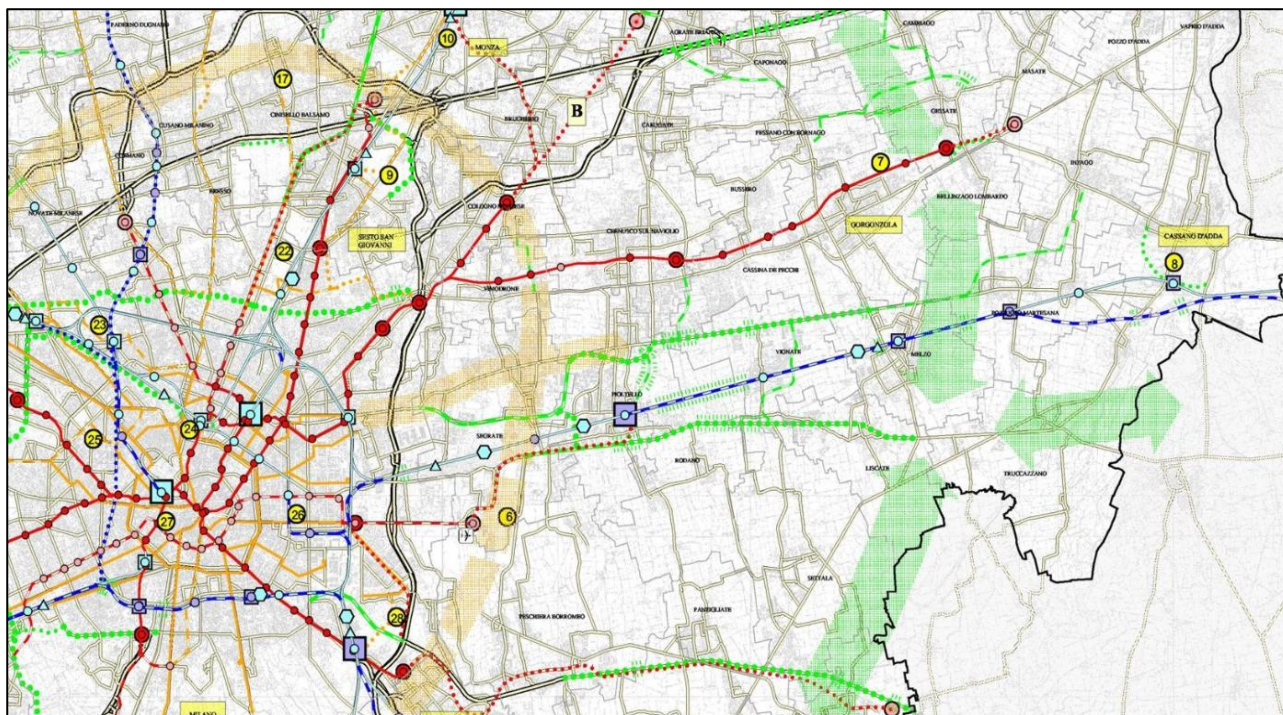 PADERNO DUGNANO
CAMBIAGO
VAPRIO D'ADDA
AGRATE BRIANZA
POZZO D'ADDA
10
MONZA
CAPONAGO
MASATE
17
CINISELLO BALSAMO
B
GESSATE
BRUGHERIO
CUSANO MILANINO
CARUGATE
PESSANO CON BORNAGO
CORMANO
7
INZAGO
9
BRESSO
BUSSERO
BELLINZAGO LOMBARDO
COLOGNO MONZESE
NOVA DI MILANESE
SESTO SAN
GIOVANNI
22
CERNUSCO SUL NAVIGLIO
GORGONZOLA
CASSANO D'ADDA
8
CASSINA DE PECCHI
VIMODRONE
POZZUOLO MARTESANA
23
VIGNATE
MELZO
PIOLTELLO
24
25
SEGRATE
RODANO
LISCATE
TRUCCAZZANO
26
6
27
SETTALA
28
PESCHIERA BORROMEO
PANTIGLIATE
MILANO